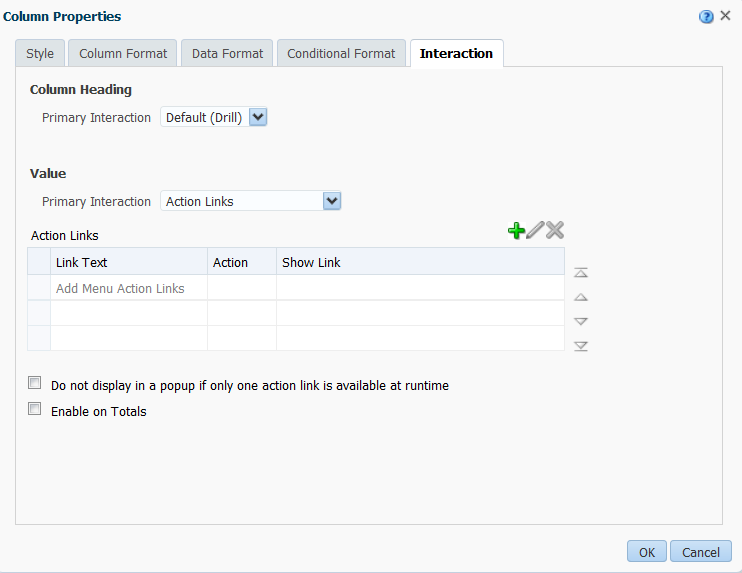 Column Properties
?
Style Column Format Data Format Conditional Format Interaction
Column Heading
Primary Interaction Default (Drill)
Value
Primary Interaction Action Links
Action Links
Link Text Action Show Link
Add Menu Action Links
Do not display in a popup if only one action link is available at runtime
Enable on Totals
OK Cancel